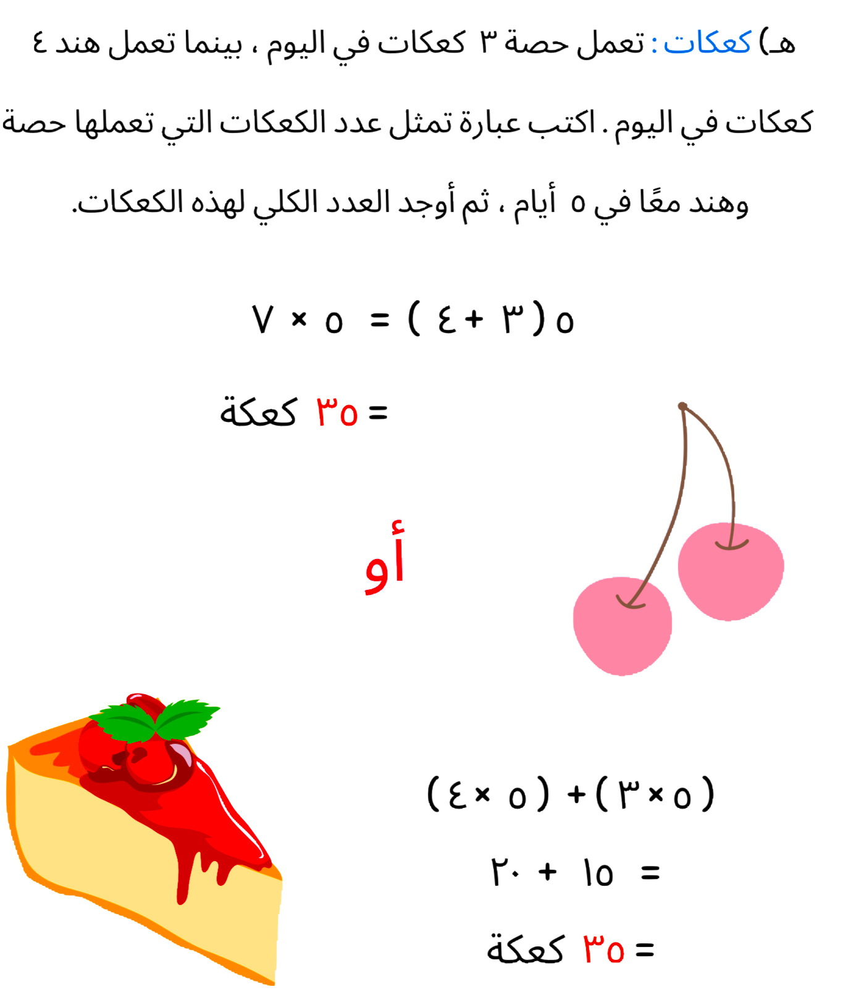 هـ) كعكات : تعمل حصة ٣ كعكات في اليوم ، بينما تعمل هند ٤
كعكات في اليوم . اكتب عبارة تمثل عدد الكعكات التي تعملها حصة
وهند معًا في ٥ أيام ، ثم أوجد العدد الكلي لهذه الكعكات.
٥ ( ٣ + ٤ ) = ٥ × ٧
= ٣٥ كعكة
أو
( ٥ × ٣ ) + ( ٥ × ٤ )
= ١٥ + ٢٠
= ٣٥ كعكة